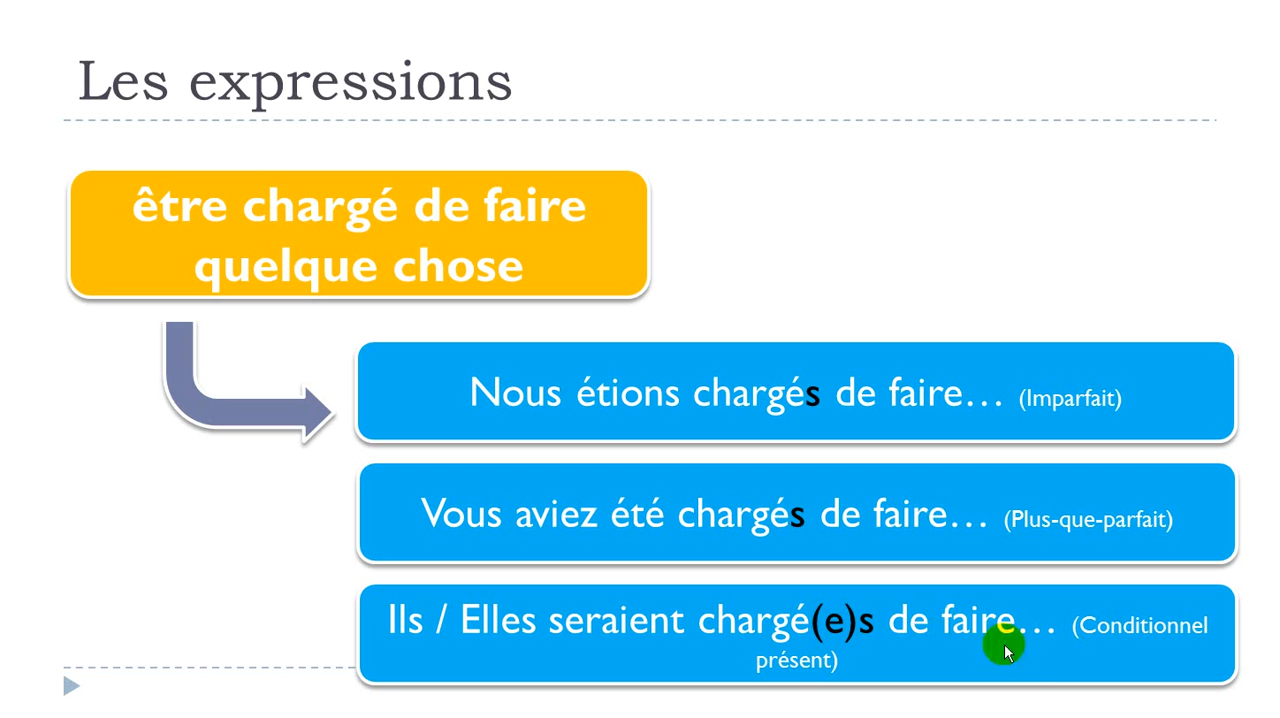 Les expressions
être chargé de faire
quelque chose
Nous étions chargés de faire… (Imparfait)
Vous aviez été chargés de faire… (Plus-que-parfait)
Ils / Elles seraient chargé(e)s de faire… (Conditionnel
présent)